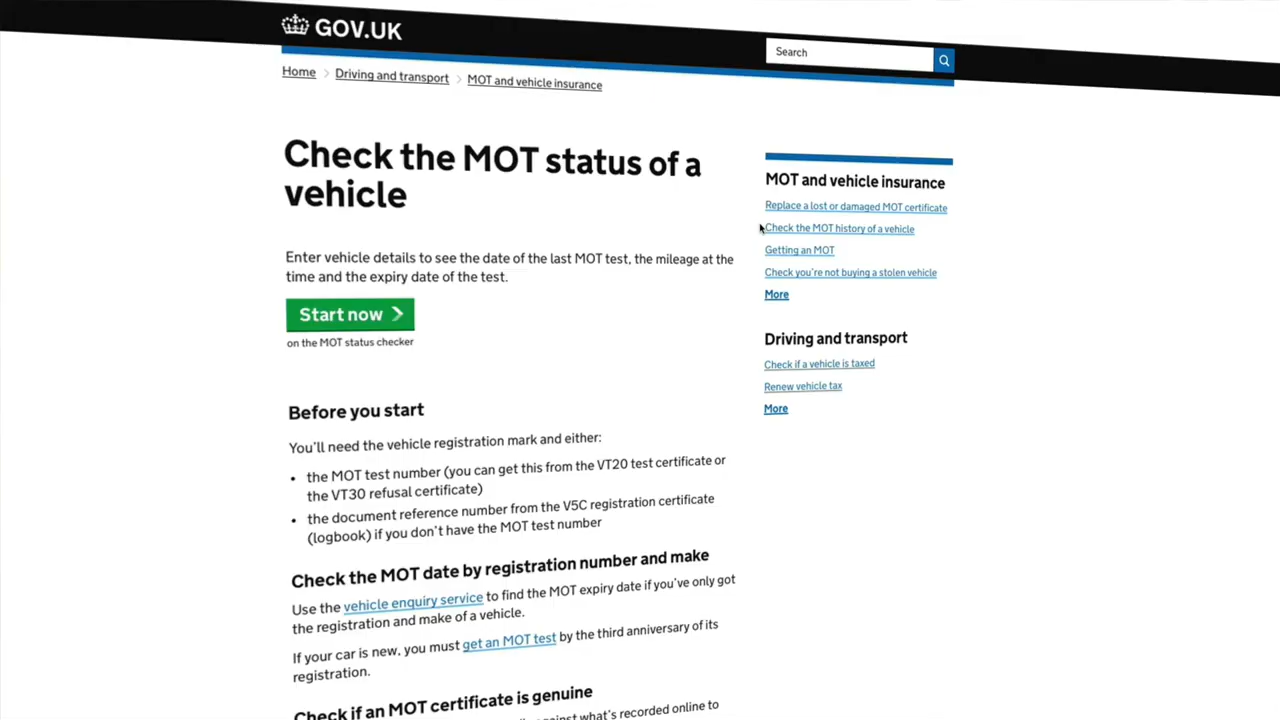 GOV.UK
Search
Home > Driving and transport > MOT and vehicle insurance
Check the MOT status of a
vehicle
Enter vehicle details to see the date of the last MOT test, the mileage at the
time and the expiry date of the test.
Start now >
on the MOT status checker
Before you start
You'll need the vehicle registration mark and either:
• the MOT test number (you can get this from the VT20 test certificate or
the VT30 refusal certificate)
• the document reference number from the V5C registration certificate
(logbook) if you don't have the MOT test number
Check the MOT date by registration number and make
Use the vehicle enquiry service to find the MOT expiry date if you've only got
the registration and make of a vehicle.
If your car is new, you must get an MOT test by the third anniversary of its
registration.
Check if an MOT certificate is genuine
against what's recorded online to
MOT and vehicle insurance
Replace a lost or damaged MOT certificate
Check the MOT history of a vehicle
Getting an MOT
Check you're not buying a stolen vehicle
More
Driving and transport
Check if a vehicle is taxed
Renew vehicle tax
More